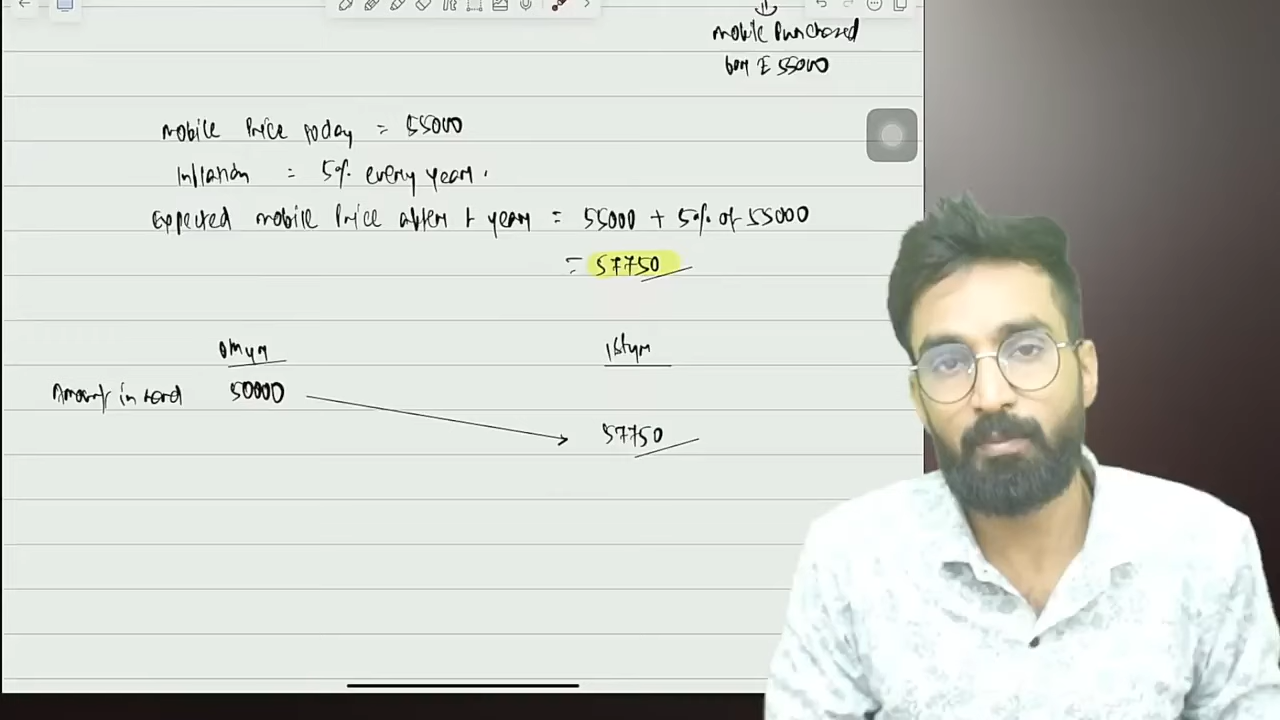 mobile Purchased
for ₹ 55000
mobile Price today = 55000
Inflation = 5% every year.
Expected mobile Price after 1 year = 55000 + 5% of 55000
= 57750
0th yr 1st yr
Amount in hand 50000
57750